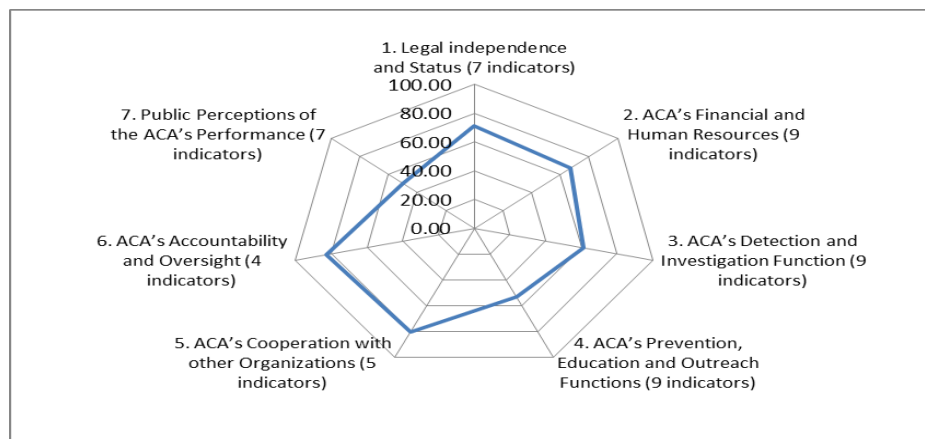 1. Legal independence
and Status (7 indicators)
100.00
80.00
60.00
40.00
20.00
0.00
2. ACA’s Financial and
Human Resources (9
indicators)
3. ACA’s Detection and
Investigation Function (9
indicators)
4. ACA’s Prevention,
Education and Outreach
Functions (9 indicators)
5. ACA’s Cooperation with
other Organizations (5
indicators)
6. ACA’s Accountability
and Oversight (4
indicators)
7. Public Perceptions of
the ACA’s Performance (7
indicators)